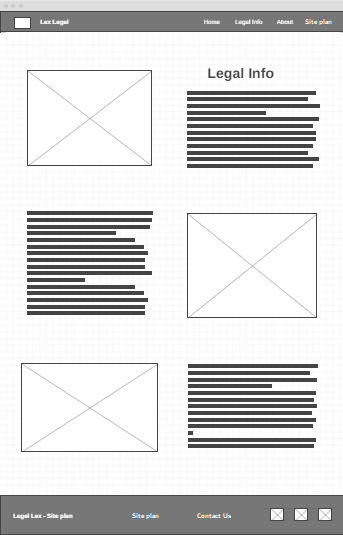 Lex Legal
Home Legal Info About Site plan
Legal Info
Legal Lex - Site plan Site plan Contact Us